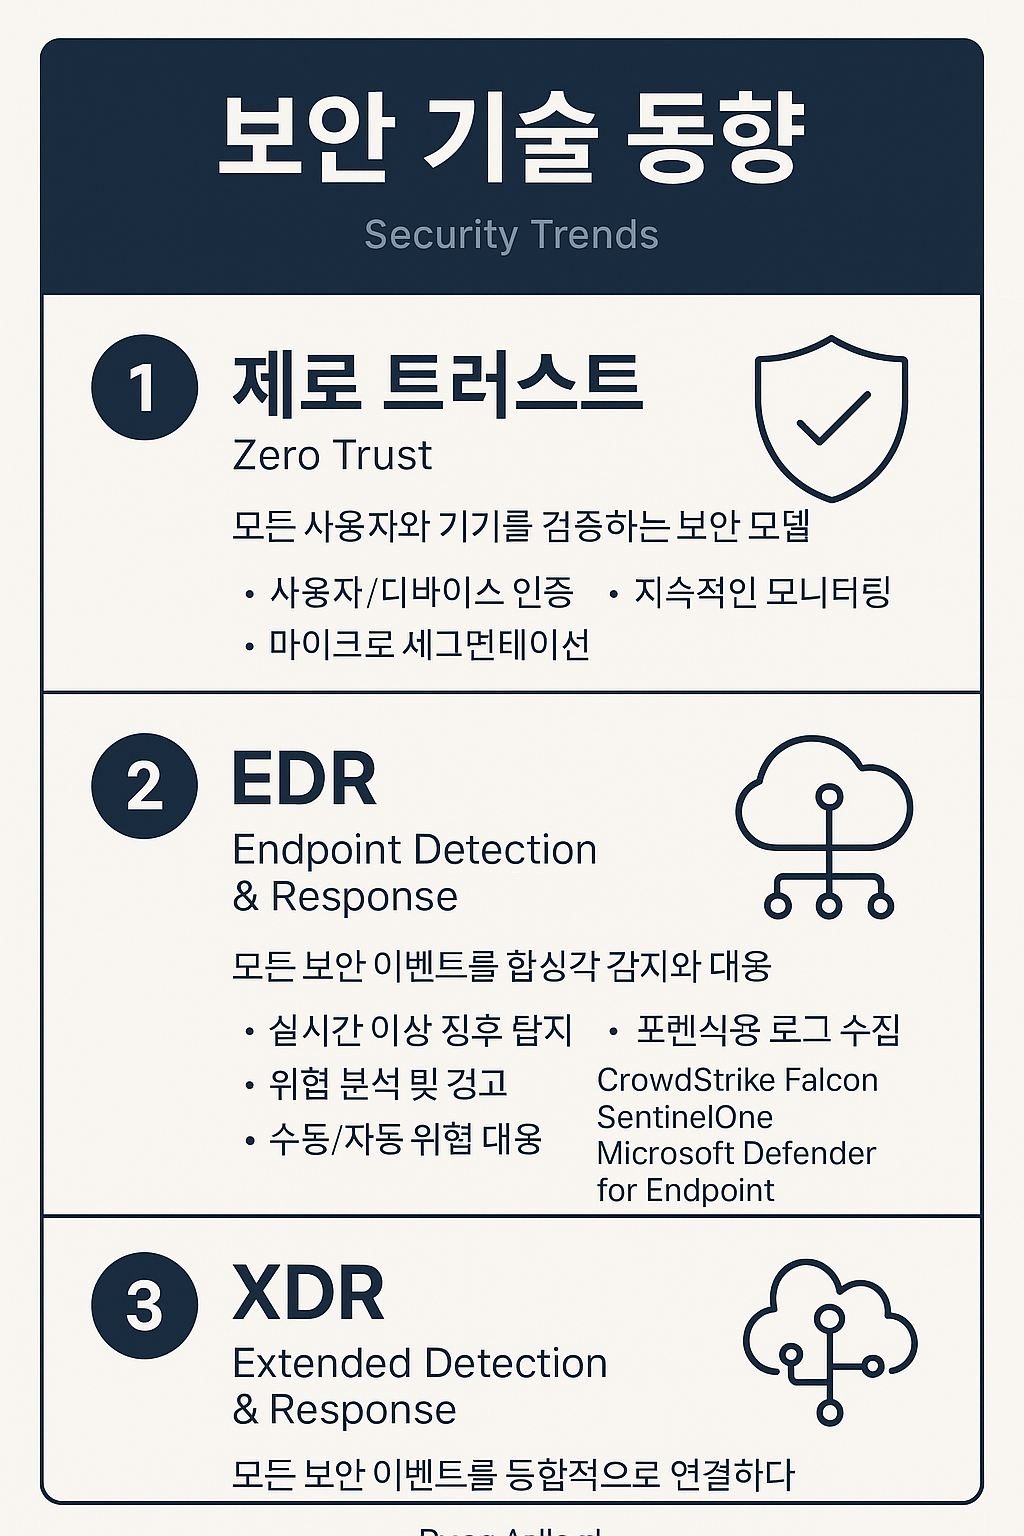 보안 기술 동향
Security Trends
1 제로 트러스트
Zero Trust
모든 사용자와 기기를 검증하는 보안 모델
• 사용자/디바이스 인증 • 지속적인 모니터링
• 마이크로 세그먼테이션
2 EDR
Endpoint Detection
& Response
모든 보안 이벤트를 합싱각 감지와 대웅
• 실시간 이상 징후 탐지 • 포렌식용 로그 수짐
• 위협 분석 및 경고
CrowdStrike Falcon
SentinelOne
• 수동/자동 위협 대웅
Microsoft Defender
for Endpoint
3 XDR
Extended Detection
& Response
모든 보안 이벤트를 등합적으로 연결하다